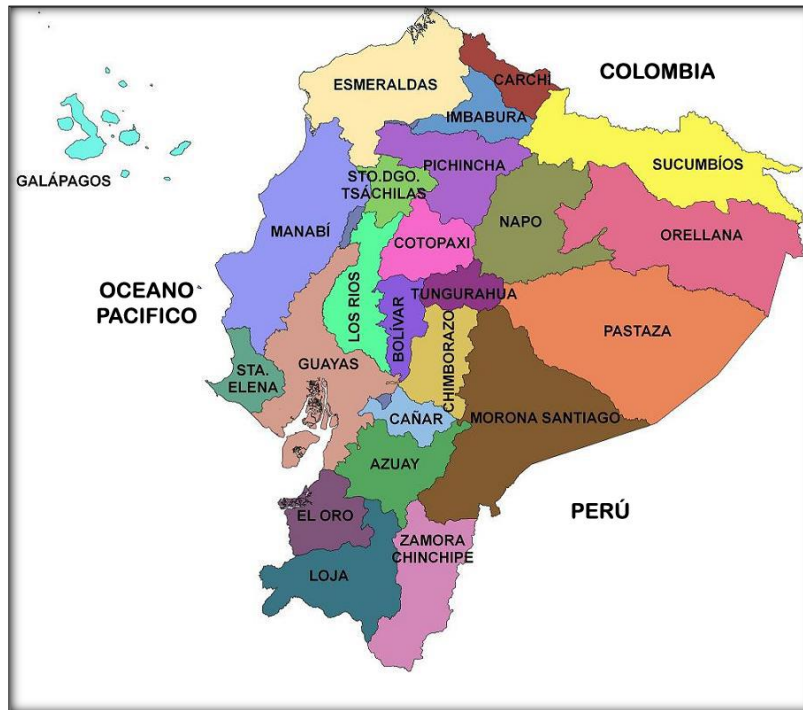 COLOMBIA
CARCHI
ESMERALDAS
IMBABURA
PICHINCHA
SUCUMBÍOS
GALÁPAGOS
STO.DGO.
TSÁCHILAS
NAPO
MANABÍ
ORELLANA
COTOPAXI
OCEANO
PACIFICO
TUNGURAHUA
LOS RIOS
BOLÍVAR
PASTAZA
CHIMBORAZO
STA.
ELENA
GUAYAS
MORONA SANTIAGO
CAÑAR
AZUAY
PERÚ
EL ORO
ZAMORA
CHINCHIPE
LOJA